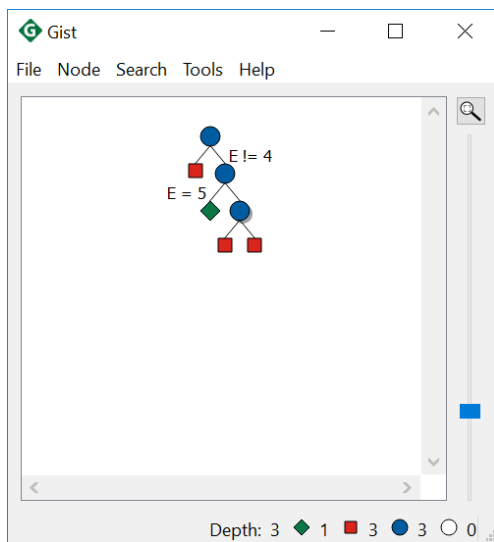 Gist
File Node Search Tools Help
E != 4
E = 5
Depth: 3 1 3 3 0